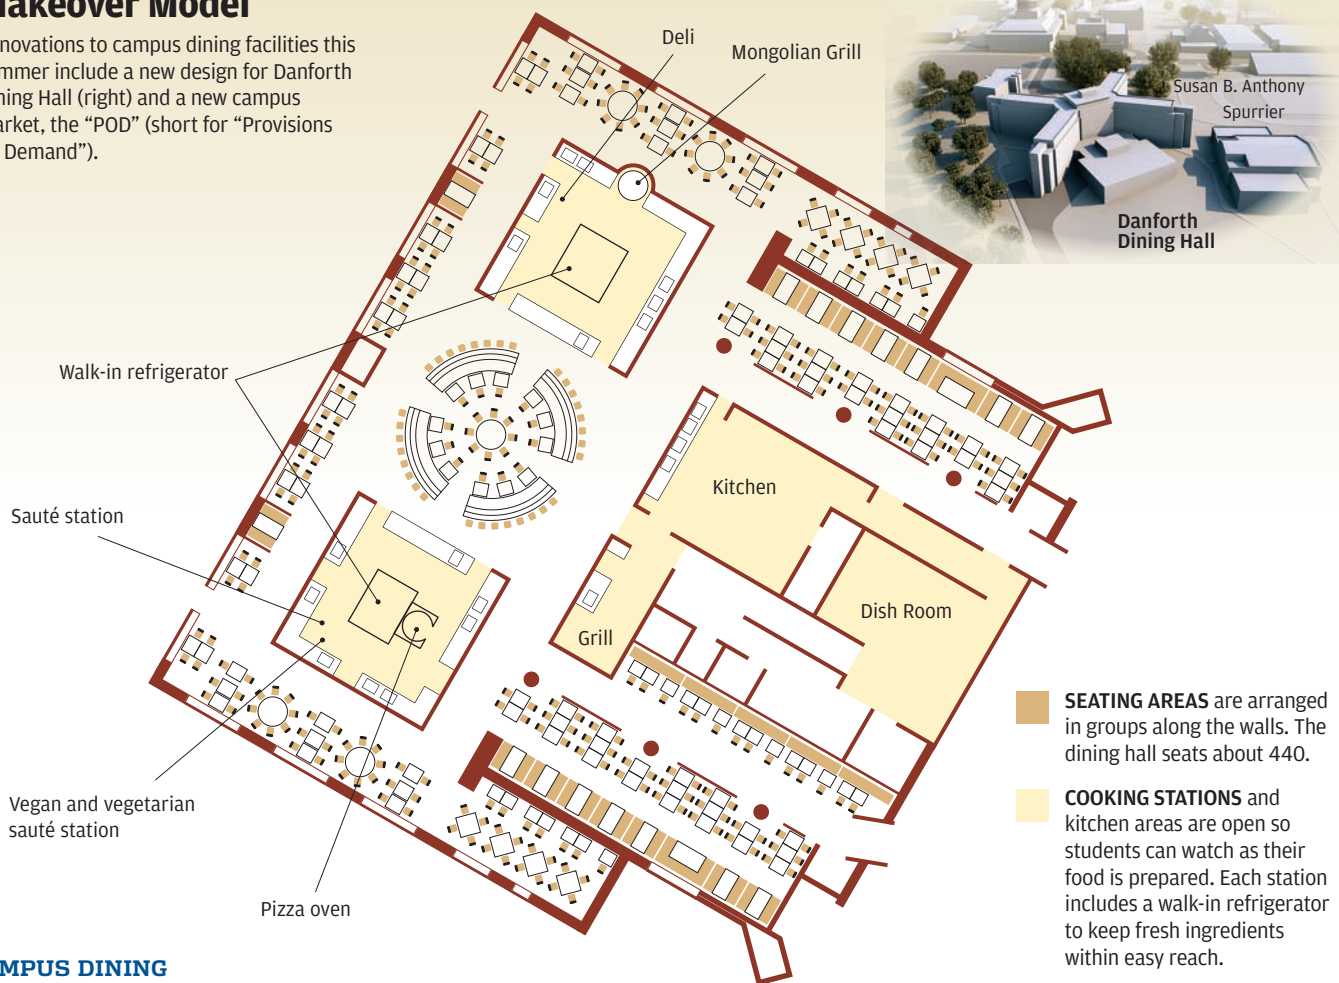 akeover Model
novations to campus dining facilities this
mmer include a new design for Danforth
ning Hall (right) and a new campus
arket, the “POD” (short for “Provisions
Demand”).
Deli
Mongolian Grill
Susan B. Anthony
Spurrier
Danforth
Dining Hall
Walk-in refrigerator
Sauté station
Kitchen
Dish Room
Grill
Vegan and vegetarian
sauté station
Pizza oven
SEATING AREAS are arranged
in groups along the walls. The
dining hall seats about 440.
COOKING STATIONS and
kitchen areas are open so
students can watch as their
food is prepared. Each station
includes a walk-in refrigerator
to keep fresh ingredients
within easy reach.
MPUS DINING